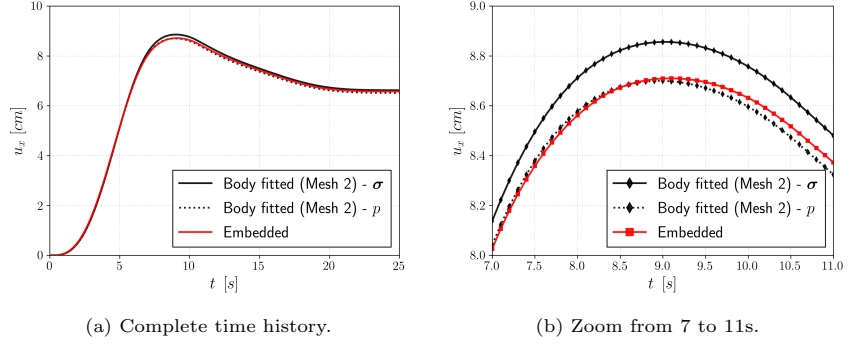 10
8
6
4
2
0
0
5
10
15
20
25
u_x [cm]
t [s]
Body fitted (Mesh 2) - σ
Body fitted (Mesh 2) - p
Embedded
(a) Complete time history.
9.0
8.8
8.6
8.4
8.2
8.0
7.0
7.5
8.0
8.5
9.0
9.5
10.0
10.5
11.0
u_x [cm]
t [s]
Body fitted (Mesh 2) - σ
Body fitted (Mesh 2) - p
Embedded
(b) Zoom from 7 to 11s.